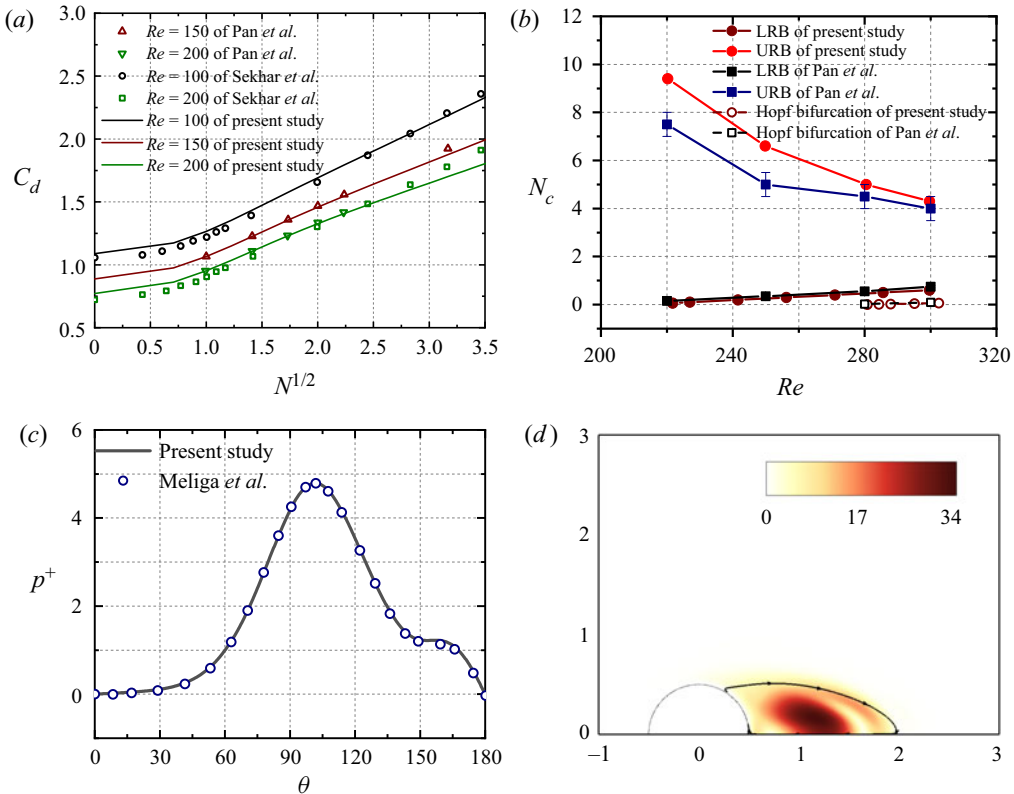 (a)
3.0
2.5
2.0
1.5
1.0
0.5
C_d
Re = 150 of Pan et al.
Re = 200 of Pan et al.
Re = 100 of Sekhar et al.
Re = 200 of Sekhar et al.
Re = 100 of present study
Re = 150 of present study
Re = 200 of present study
0 0.5 1.0 1.5 2.0 2.5 3.0 3.5
N^{1/2}
(b)
12
10
8
6
4
2
0
N_c
LRB of present study
URB of present study
LRB of Pan et al.
URB of Pan et al.
Hopf bifurcation of present study
Hopf bifurcation of Pan et al.
200 240 280 320
Re
(c)
6
4
2
0
p^+
Present study
Meliga et al.
0 30 60 90 120 150 180
θ
(d)
3
2
1
0
0 17 34
−1 0 1 2 3